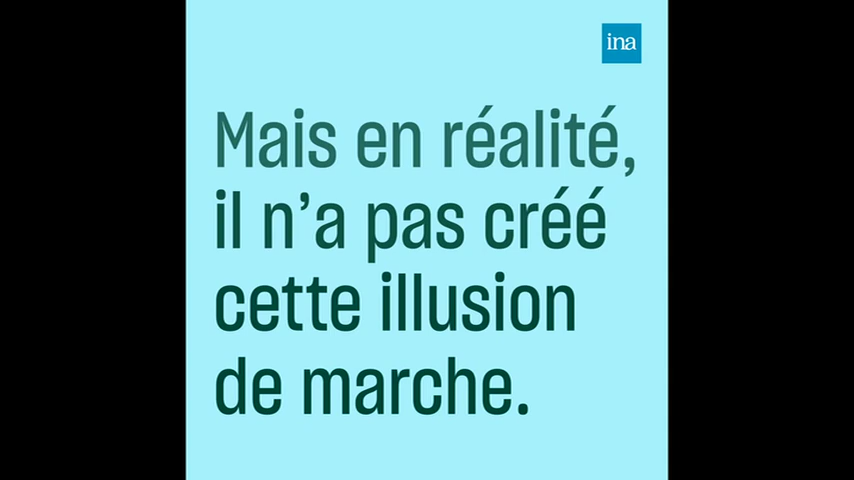 ina
Mais en réalité,
il n’a pas créé
cette illusion
de marche.